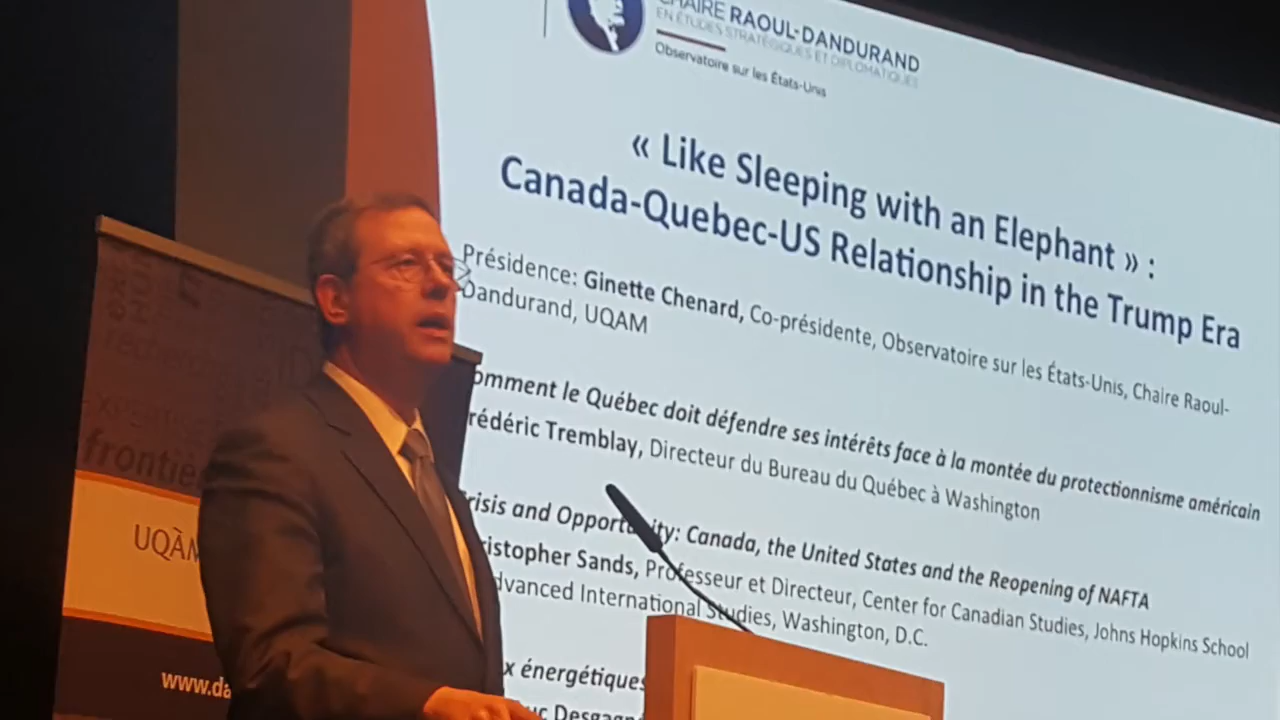 CHAIRE RAOUL-DANDURAND
EN ÉTUDES STRATÉGIQUES ET DIPLOMATIQUES
Observatoire sur les États-Unis
« Like Sleeping with an Elephant » :
Canada-Quebec-US Relationship in the Trump Era
Présidence: Ginette Chenard, Co-présidente, Observatoire sur les États-Unis, Chaire Raoul-
Dandurand, UQAM
omment le Québec doit défendre ses intérêts face à la montée du protectionnisme américain
rédéric Tremblay, Directeur du Bureau du Québec à Washington
risis and Opportunity: Canada, the United States and the Reopening of NAFTA
ristopher Sands, Professeur et Directeur, Center for Canadian Studies, Johns Hopkins School
dvanced International Studies, Washington, D.C.
x énergétiques
uc Desgagn
frontiè
UQÀM
www.da